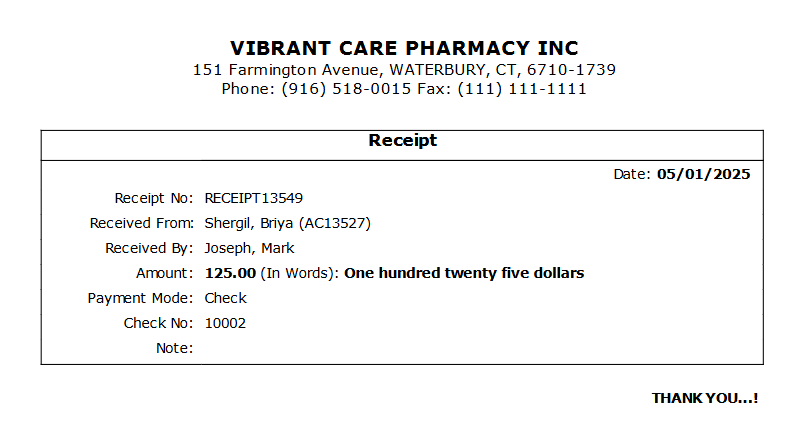 VIBRANT CARE PHARMACY INC
151 Farmington Avenue, WATERBURY, CT, 6710-1739
Phone: (916) 518-0015 Fax: (111) 111-1111
Receipt
Date: 05/01/2025
Receipt No: RECEIPT13549
Received From: Shergil, Briya (AC13527)
Received By: Joseph, Mark
Amount: 125.00 (In Words): One hundred twenty five dollars
Payment Mode: Check
Check No: 10002
Note:
THANK YOU...!